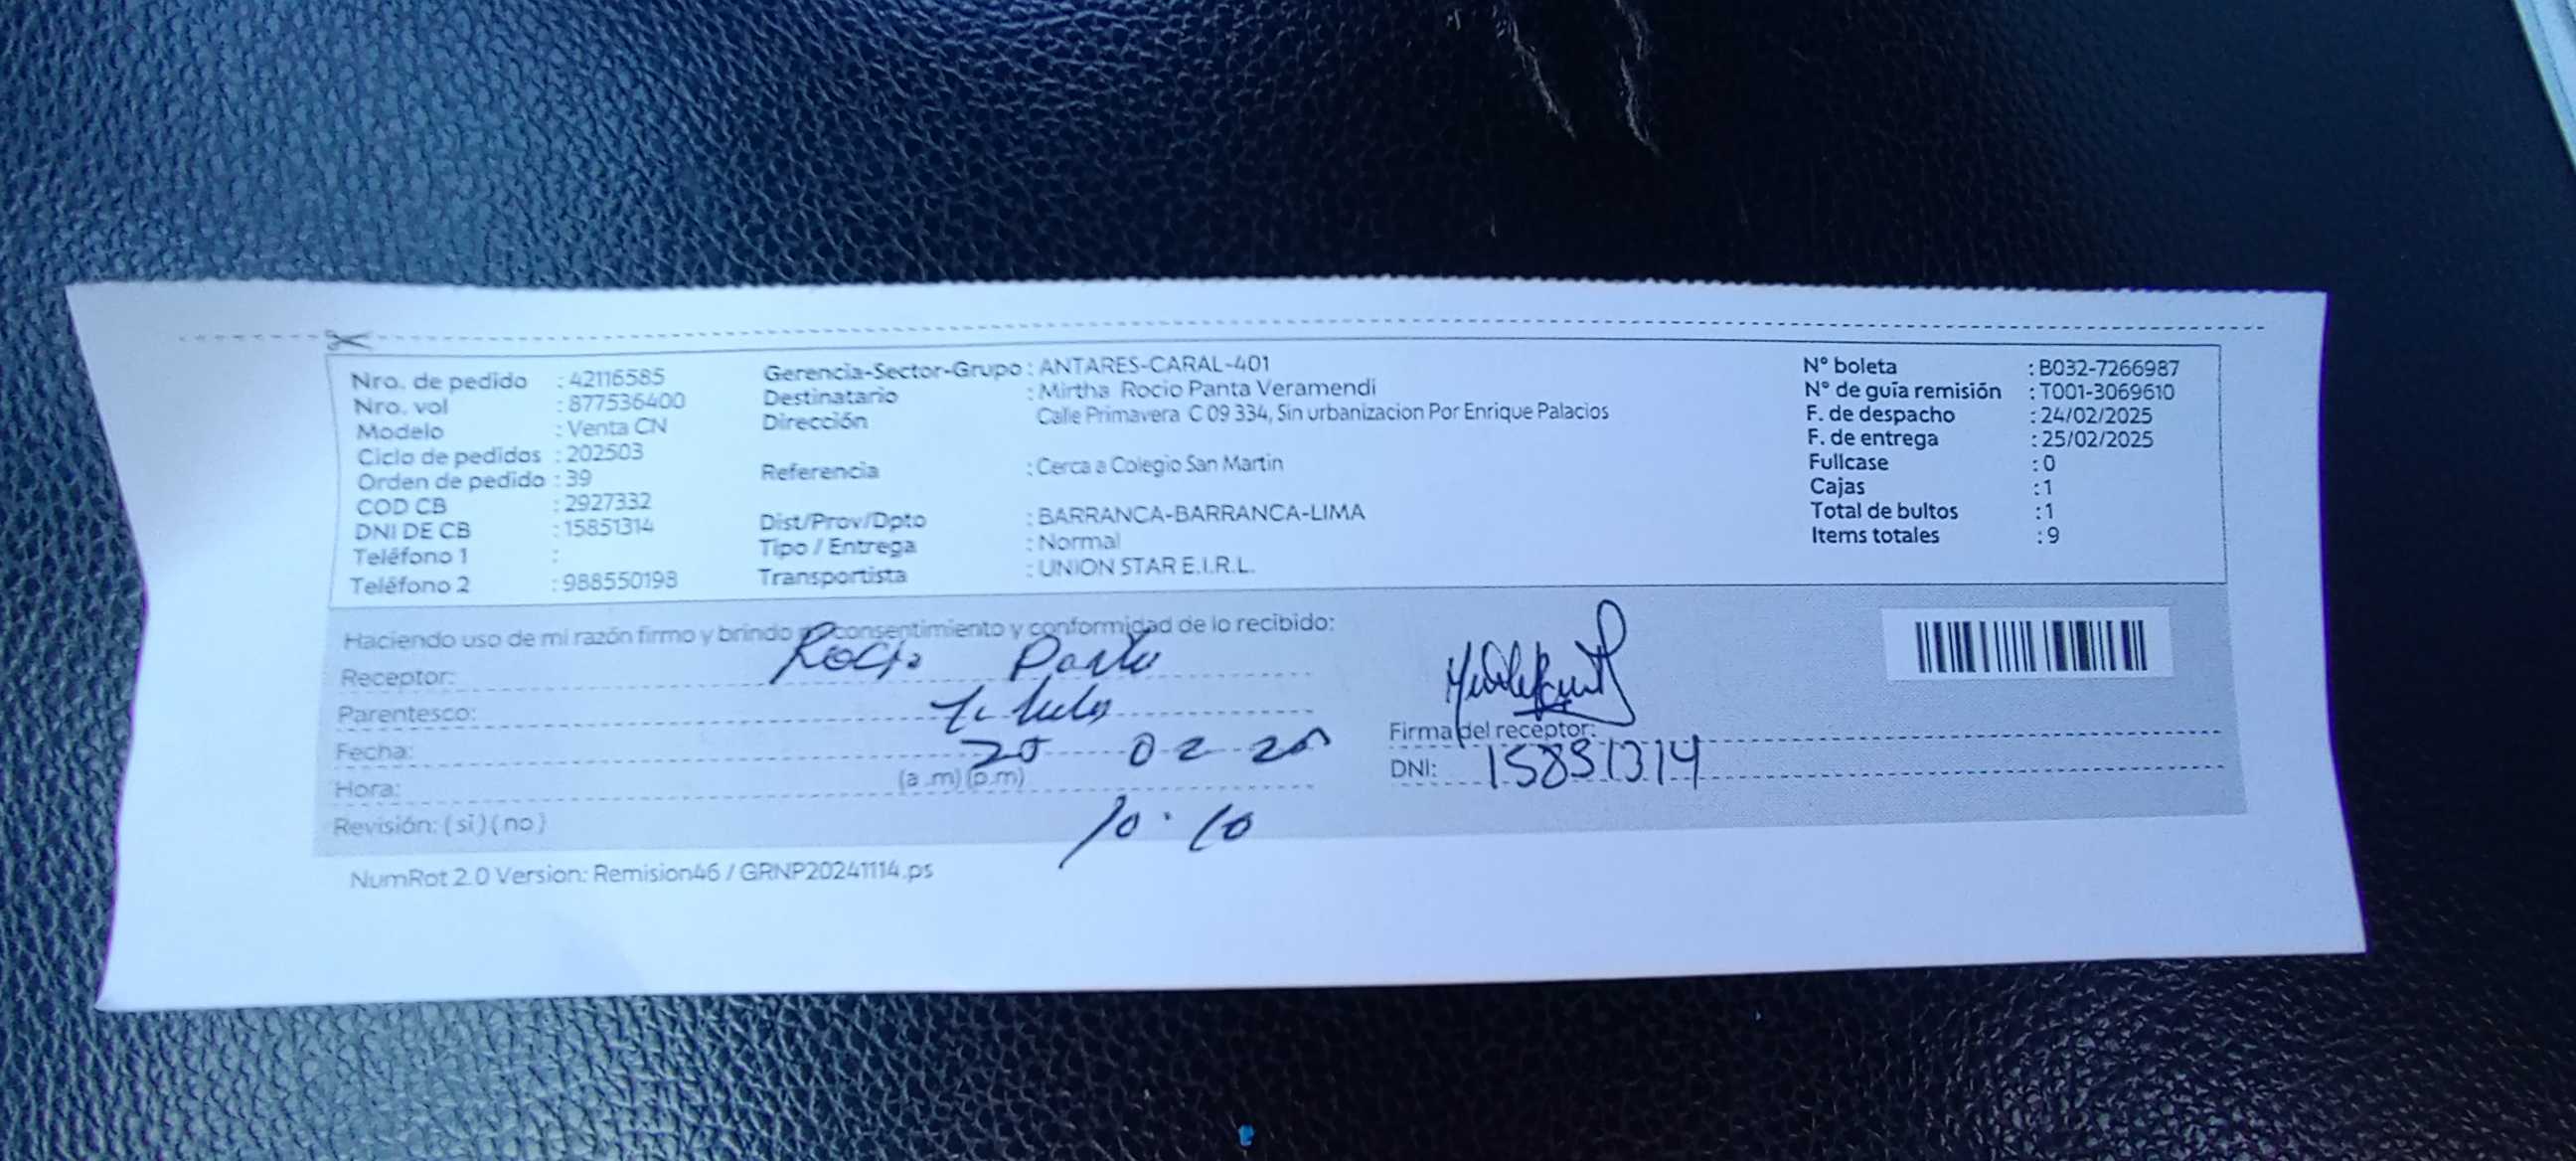 Nro. de pedido : 42116585
Nro. vol : 877536400
Modelo : Venta CN
Ciclo de pedidos : 202503
Orden de pedido : 39
COD CB : 2927332
DNI DE CB : 15851314
Teléfono 1 :
Teléfono 2 : 988550198
Gerencia-Sector-Grupo : ANTARES-CARAL-401
Destinatario : Mirtha Rocio Panta Veramendi
Dirección Calle Primavera C 09 334, Sin urbanizacion Por Enrique Palacios
Referencia : Cerca a Colegio San Martin
Dist/Prov/Dpto : BARRANCA-BARRANCA-LIMA
Tipo / Entrega : Normal
Transportista : UNION STAR E.I.R.L.
N° boleta : B032-7266987
N° de guía remisión : T001-3069610
F. de despacho : 24/02/2025
F. de entrega : 25/02/2025
Fullcase : 0
Cajas : 1
Total de bultos : 1
Items totales : 9
Haciendo uso de mi razón firmo y brindo consentimiento y conformidad de lo recibido:
Receptor: Rocio Panta
Parentesco: Titular
Fecha: 25 02 25
Hora: (a.m) (p.m)
10:10
Revisión: ( si ) ( no )
Firma del receptor:
DNI: 15851314
NumRot 2.0 Version: Remision46 / GRNP20241114.ps